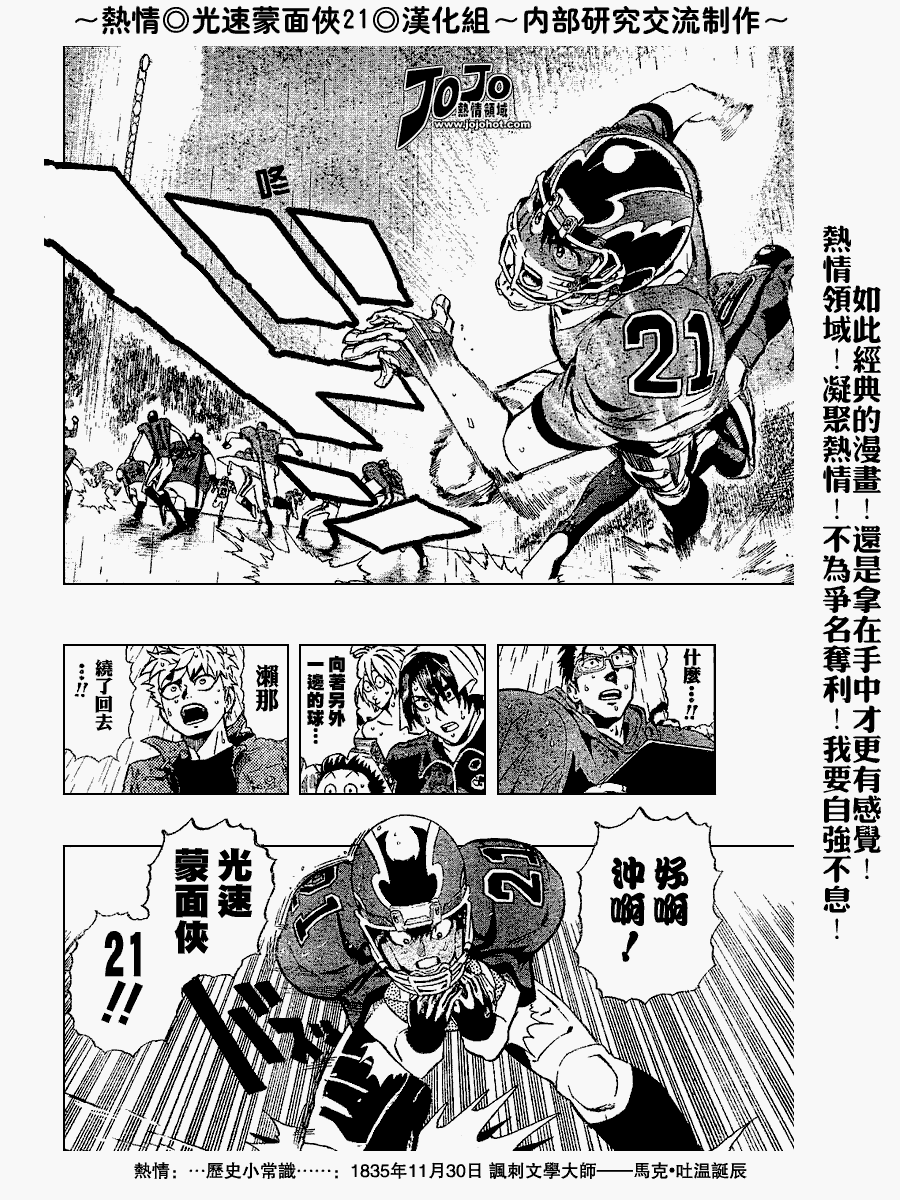 ～熱情◎光速蒙面俠21◎漢化組～內部研究交流制作～
JOJO
熱情領域
www.jojohot.com
咚
21
如此經典的漫畫！還是拿在手中才更有感覺！
熱情領域！凝聚熱情！不為爭名奪利！我要自強不息！
什麼…!!
向著另外
一邊的球…
瀨那
繞了回去
…!!
好啊
沖啊！
21
光速
蒙面俠
21!!
バズッ
熱情：…歷史小常識……：1835年11月30日 諷刺文學大師——馬克•吐温誕辰